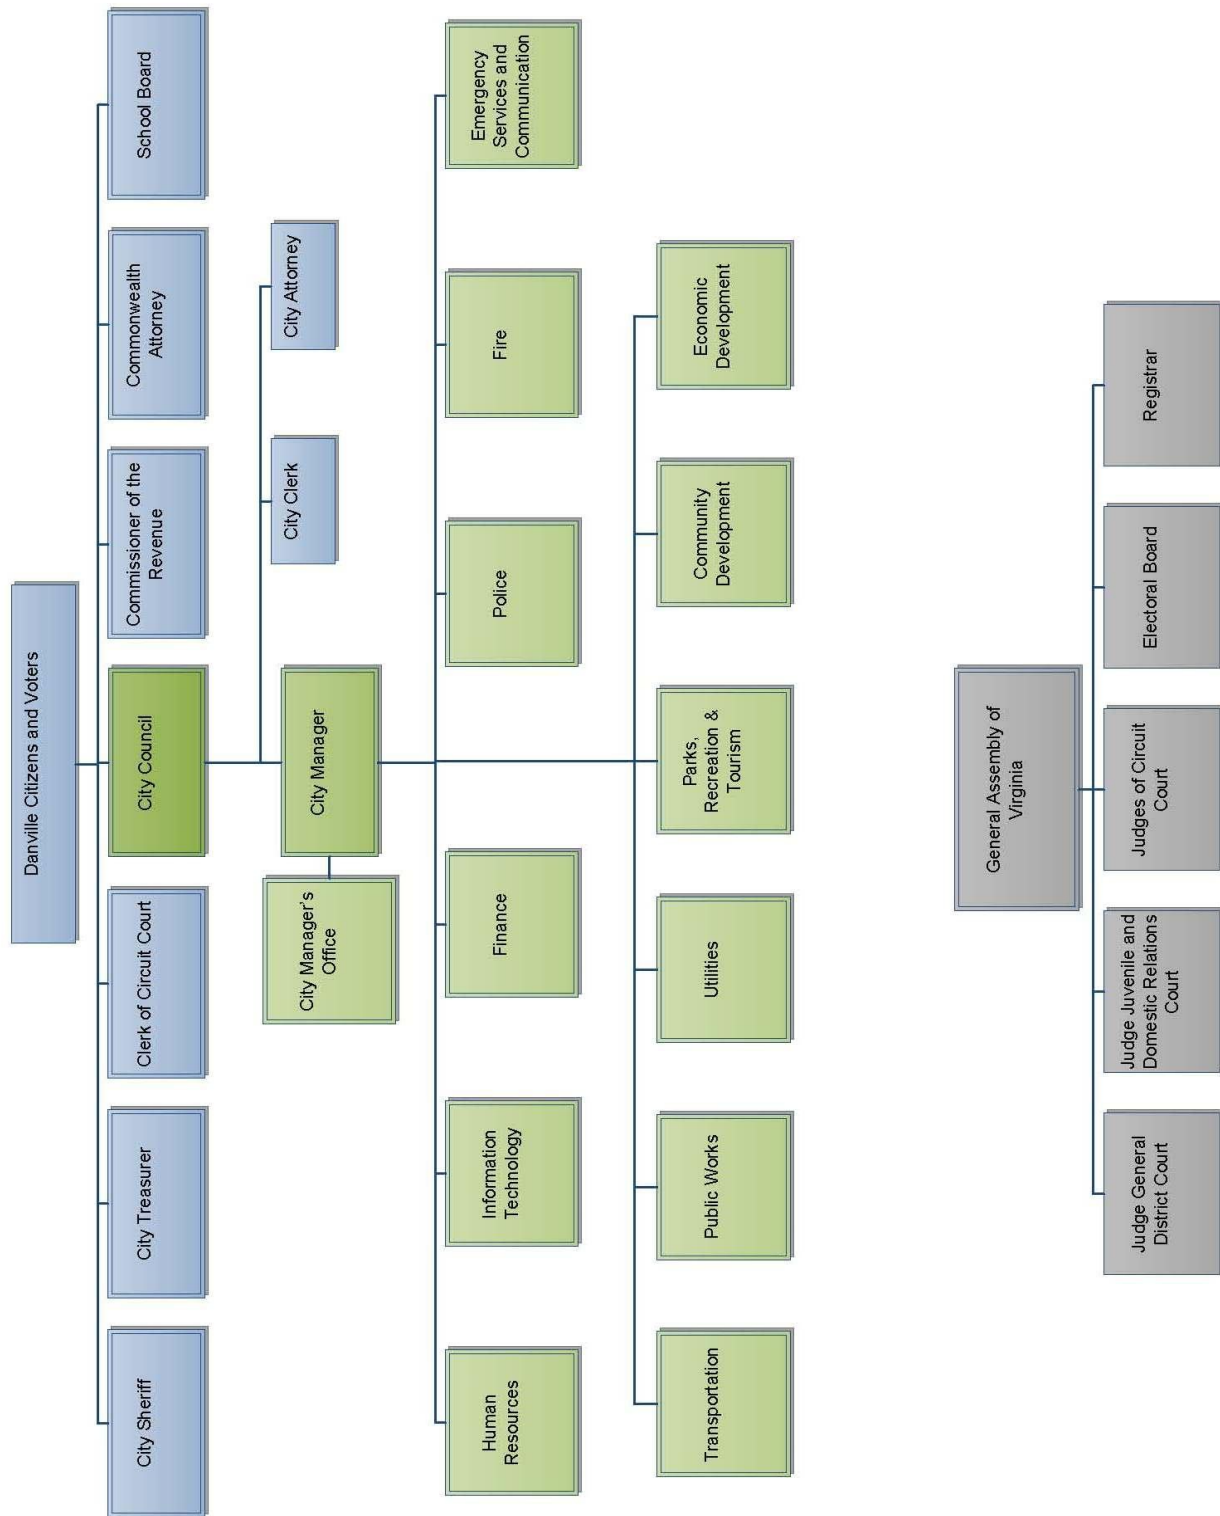 Danville Citizens and Voters
City Sheriff
City Treasurer
Clerk of Circuit Court
City Council
Commissioner of the
Revenue
Commonwealth
Attorney
School Board
City Clerk
City Attorney
City Manager's
Office
City Manager
Human
Resources
Information
Technology
Finance
Police
Fire
Emergency
Services and
Communication
Transportation
Public Works
Utilities
Parks,
Recreation &
Tourism
Community
Development
Economic
Development
General Assembly of
Virginia
Judge General
District Court
Judge Juvenile and
Domestic Relations
Court
Judges of Circuit
Court
Electoral Board
Registrar